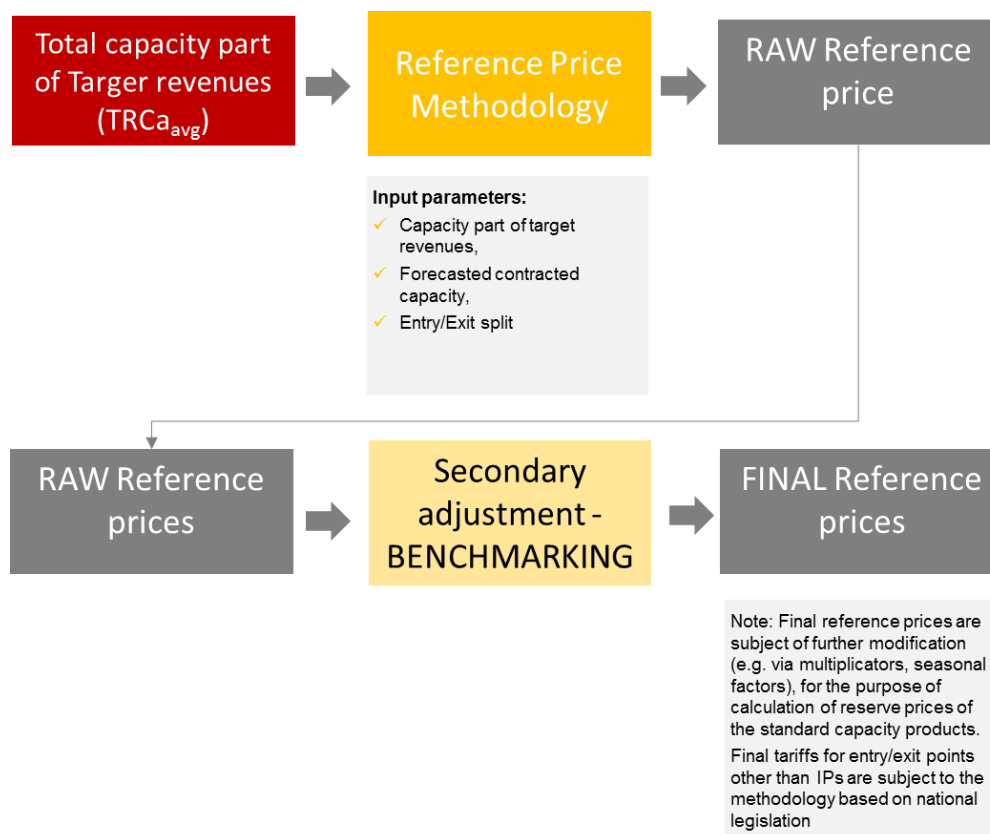 Total capacity part
of Targer revenues
(TRCa_avg)
Reference Price
Methodology
RAW Reference
price
Input parameters:
✓ Capacity part of target
revenues,
✓ Forecasted contracted
capacity,
✓ Entry/Exit split
RAW Reference
prices
Secondary
adjustment -
BENCHMARKING
FINAL Reference
prices
Note: Final reference prices are
subject of further modification
(e.g. via multiplicators, seasonal
factors), for the purpose of
calculation of reserve prices of
the standard capacity products.
Final tariffs for entry/exit points
other than IPs are subject to the
methodology based on national
legislation